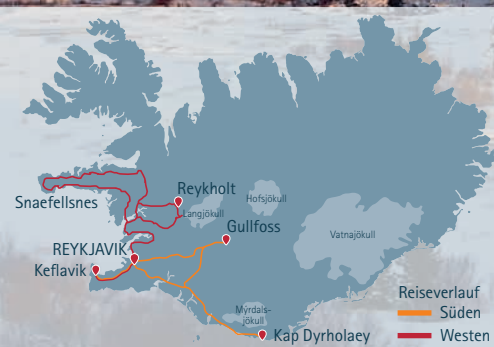 Reykholt
Hofsjökull
Snaefellsnes
Langjökull
Gullfoss
Vatnajökull
REYKJAVIK
Keflavik
Mýrdals-
jökull
Kap Dyrholaey
Reiseverlauf
Süden
Westen